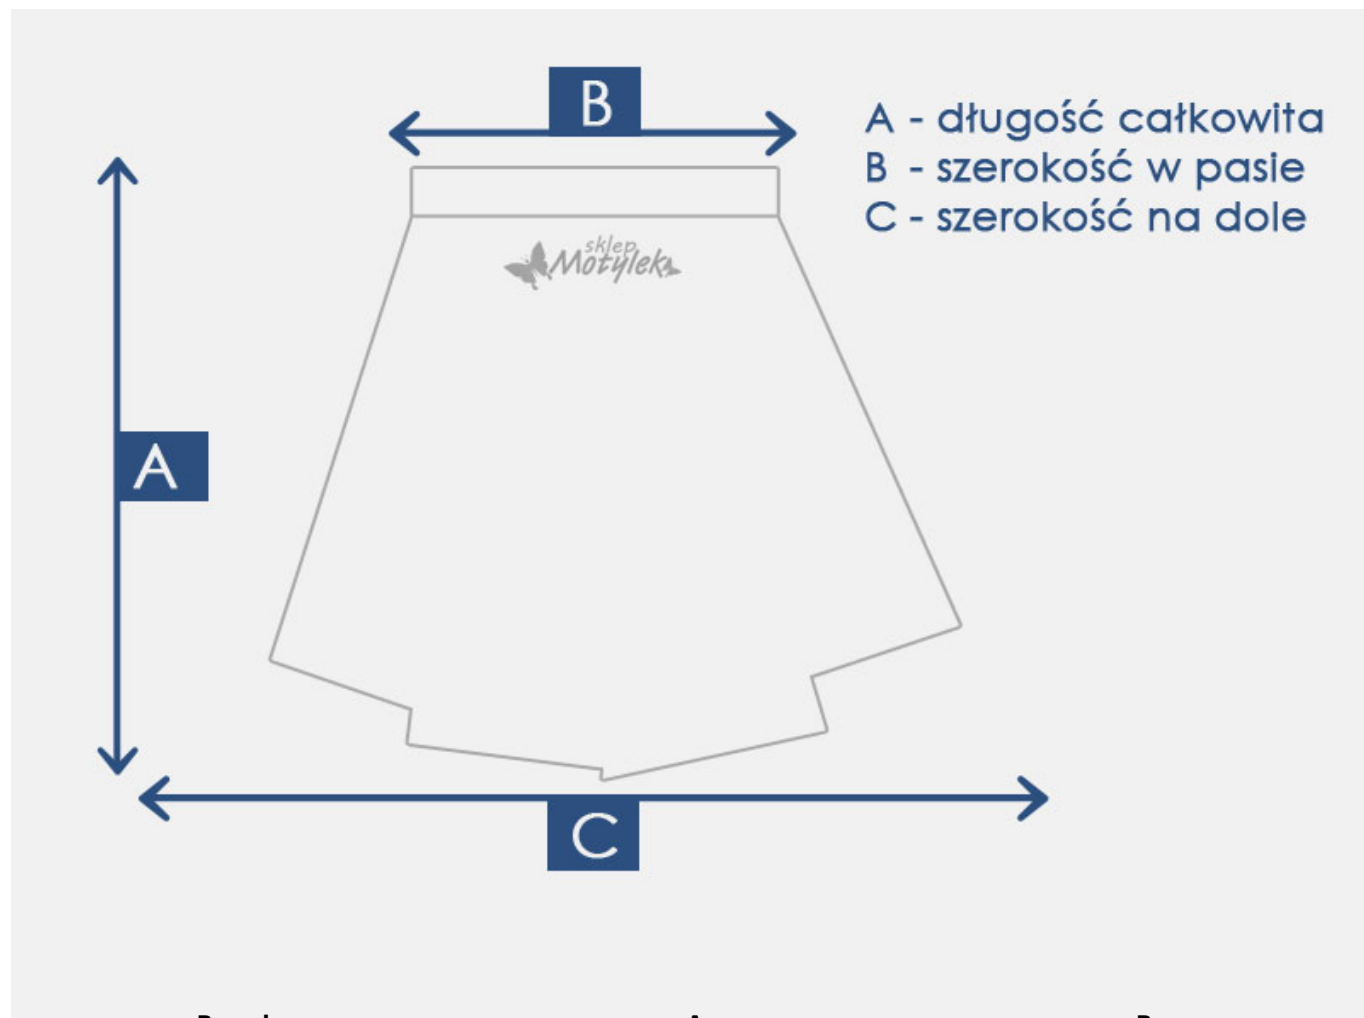 B
A - długość całkowita
B - szerokość w pasie
C - szerokość na dole
sklep
Motylek
A
C